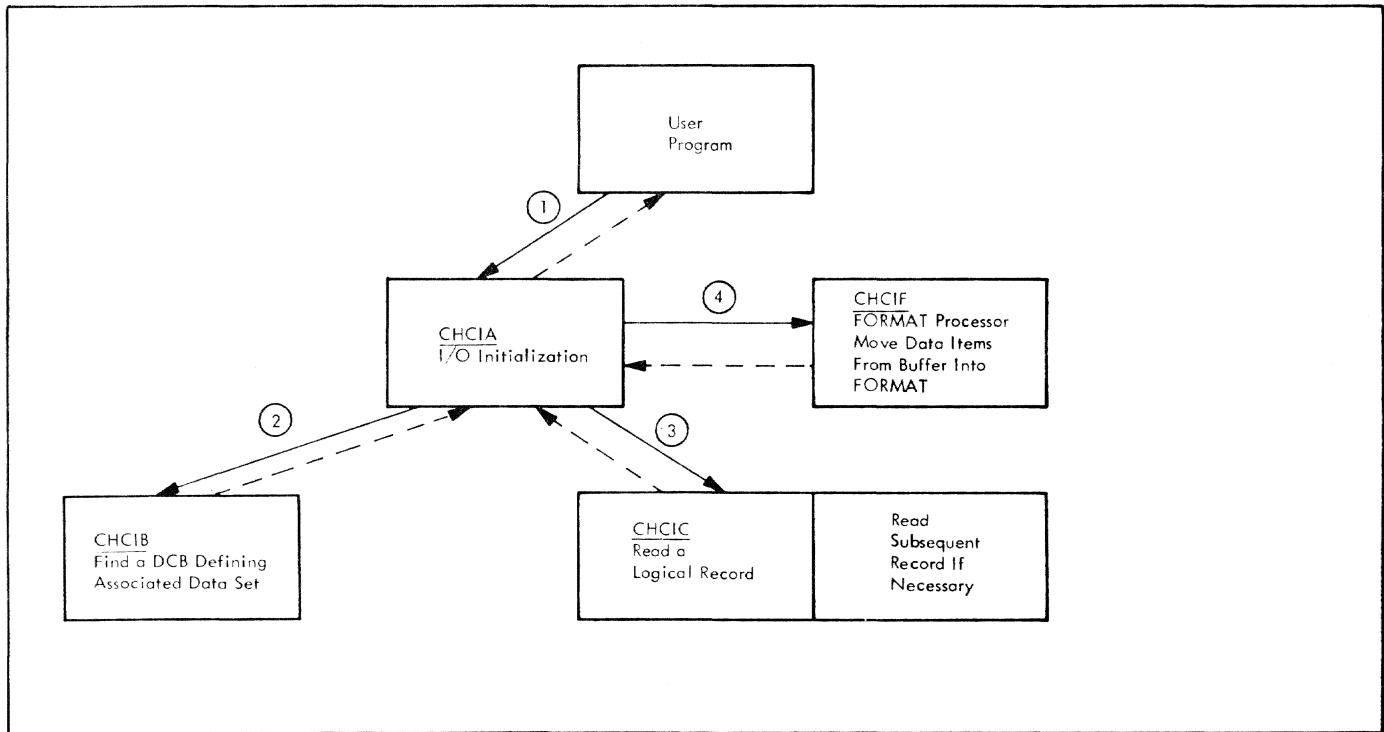 User
Program
1
CHCIA
I/O Initialization
4
CHCIF
FORMAT Processor
Move Data Items
From Buffer Into
FORMAT
2
3
CHCIB
Find a DCB Defining
Associated Data Set
CHCIC
Read a
Logical Record
Read
Subsequent
Record If
Necessary